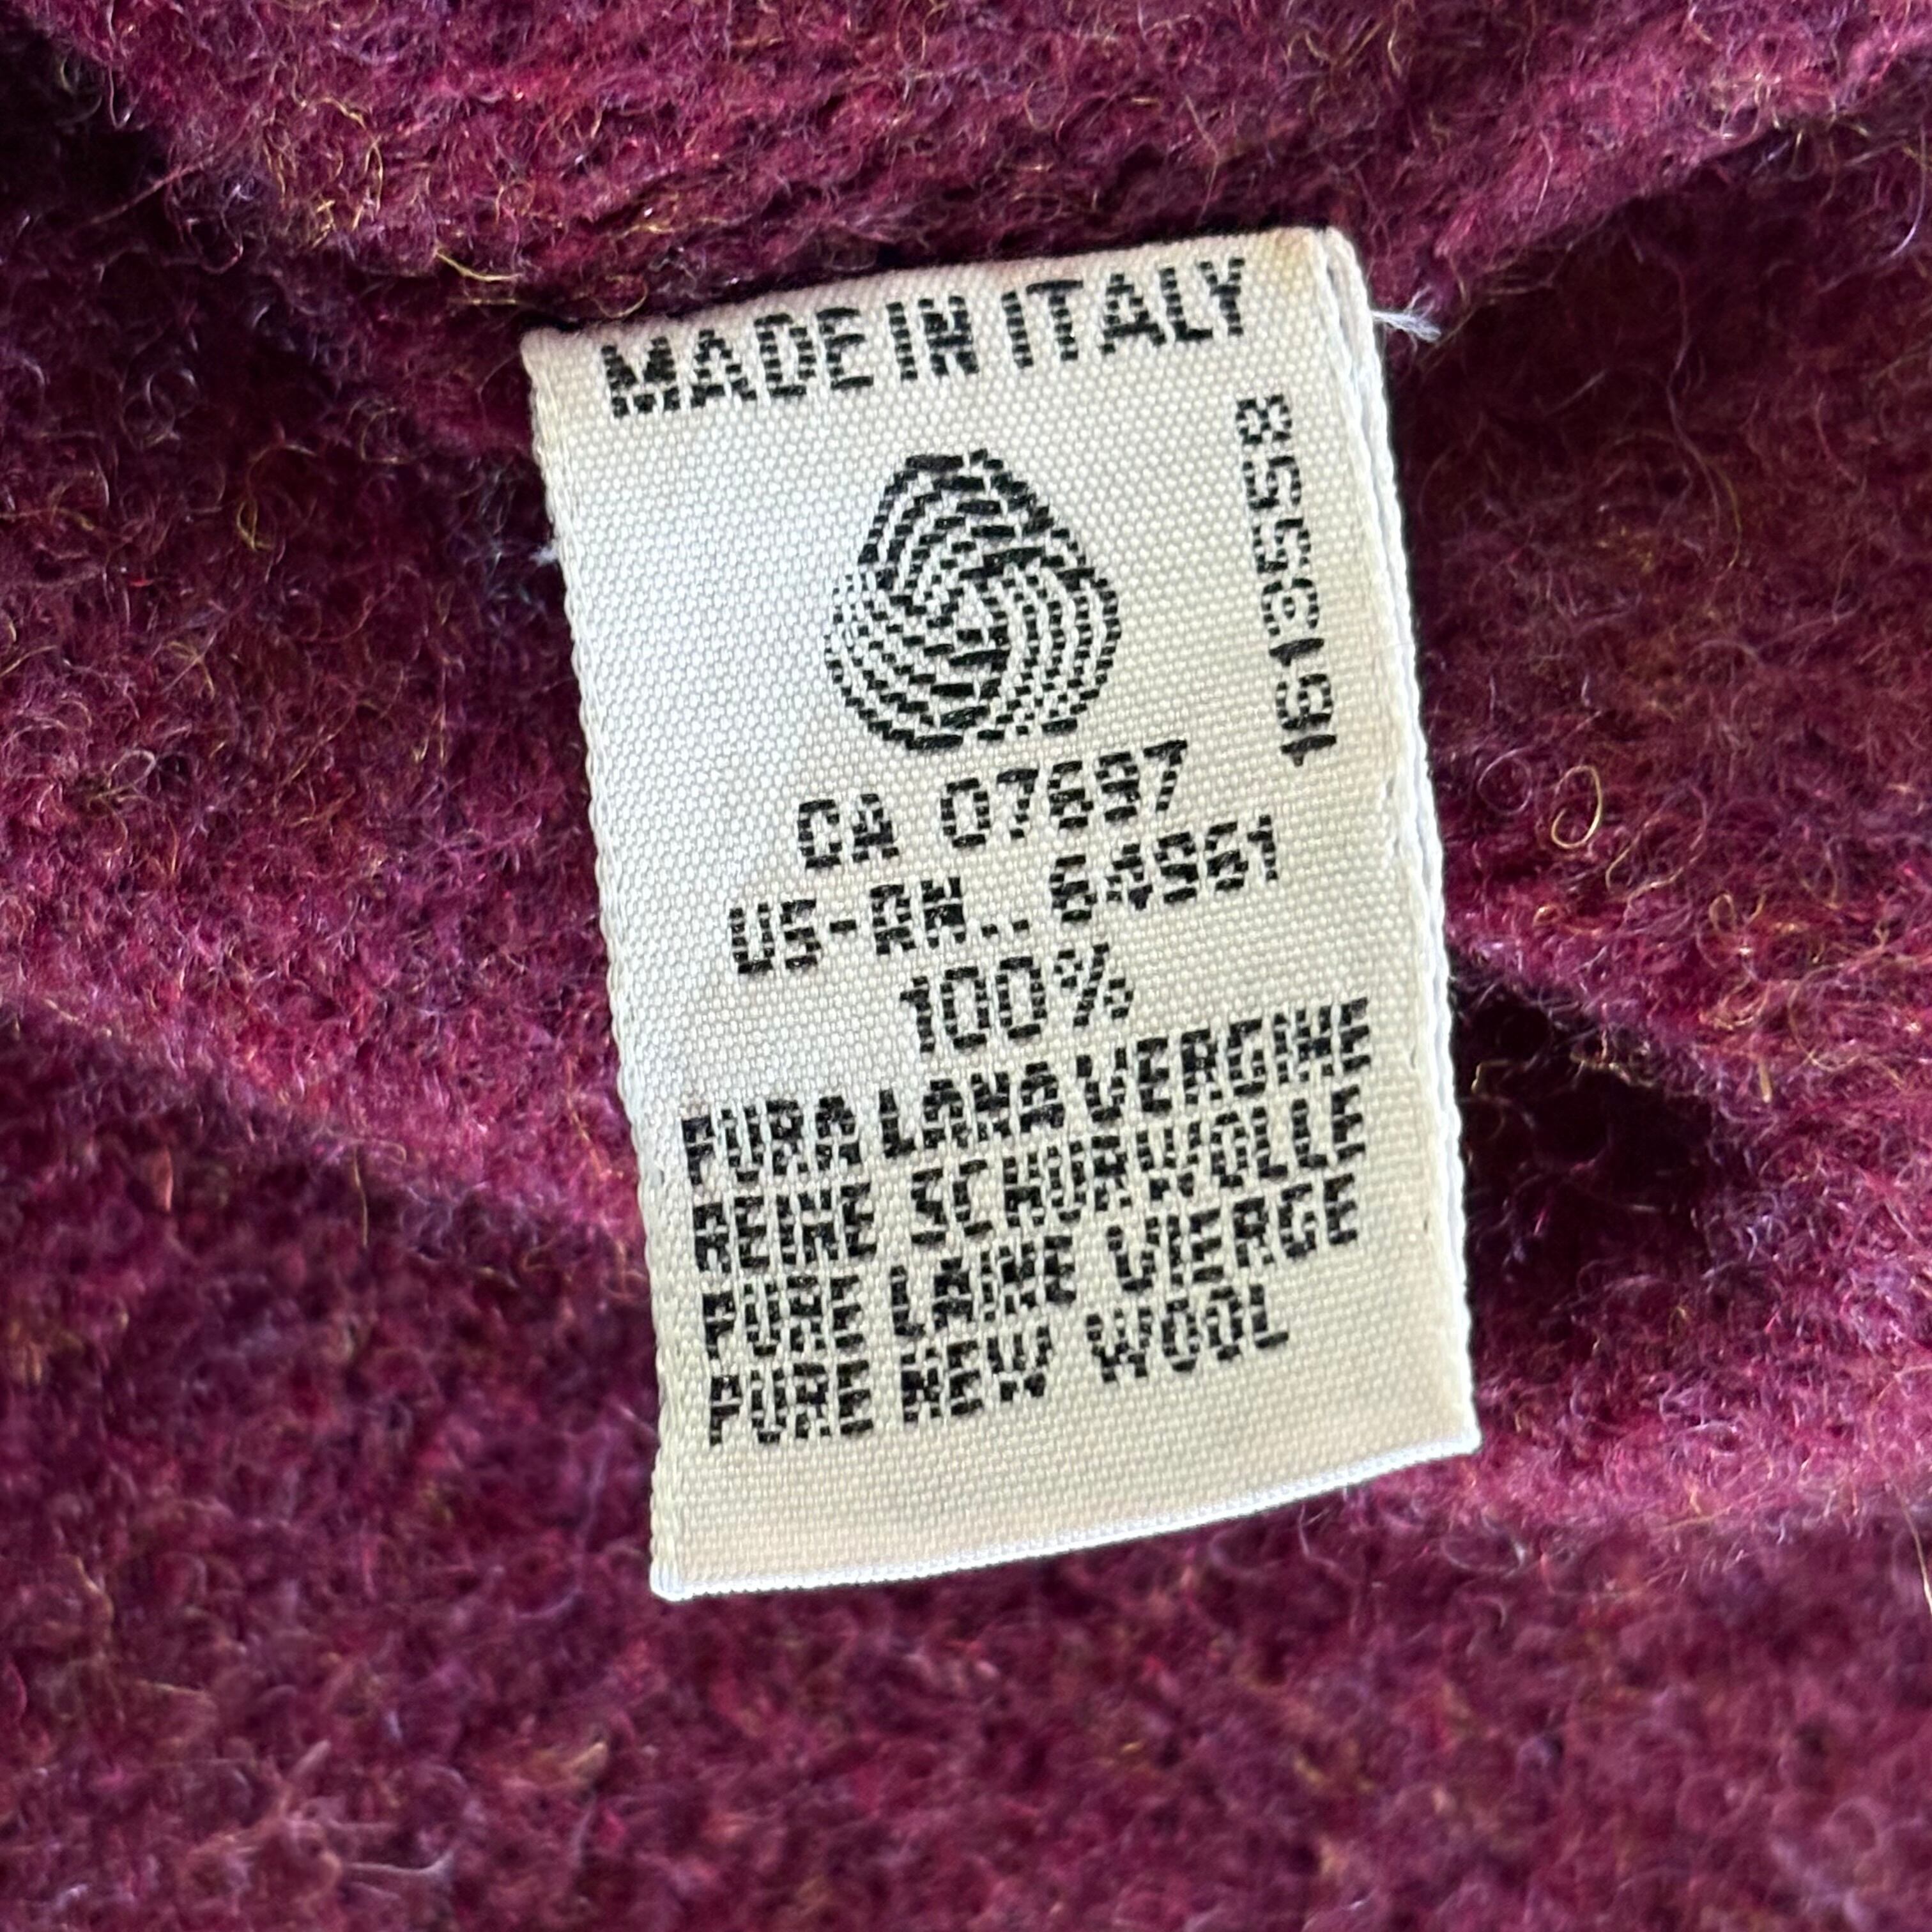 MADE IN ITALY
1613558
CA 07697
US-RN.. 64961
100%
PURA LANA VERGINE
REINE SCHURWOLLE
PURE LAINE VIERGE
PURE NEW WOOL